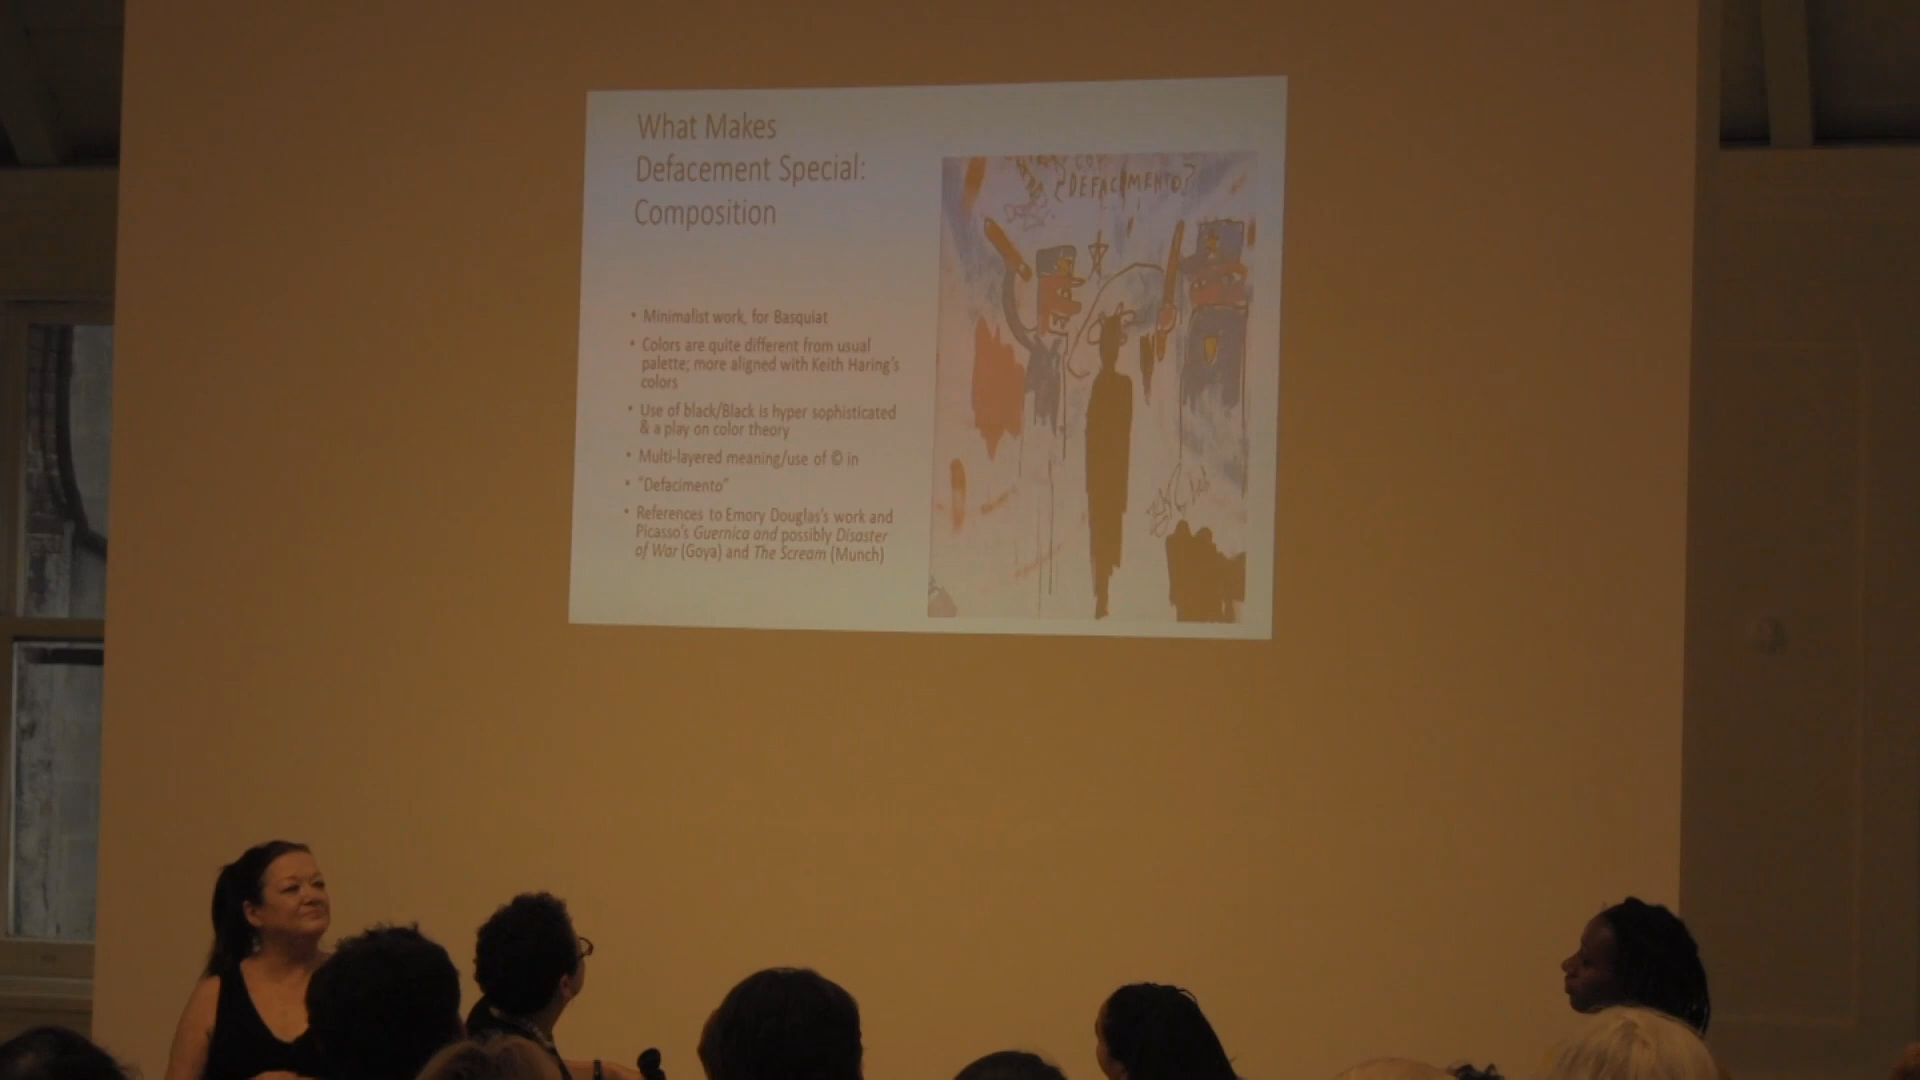 What Makes
Defacement Special:
Composition
• Minimalist work, for Basquiat
• Colors are quite different from usual
palette; more aligned with Keith Haring's
colors
• Use of black/Black is hyper sophisticated
& a play on color theory
• Multi-layered meaning/use of © in
• "Defacimento"
• References to Emory Douglas's work and
Picasso's Guernica and possibly Disaster
of War (Goya) and The Scream (Munch)
¿DEFAC©MENTO?